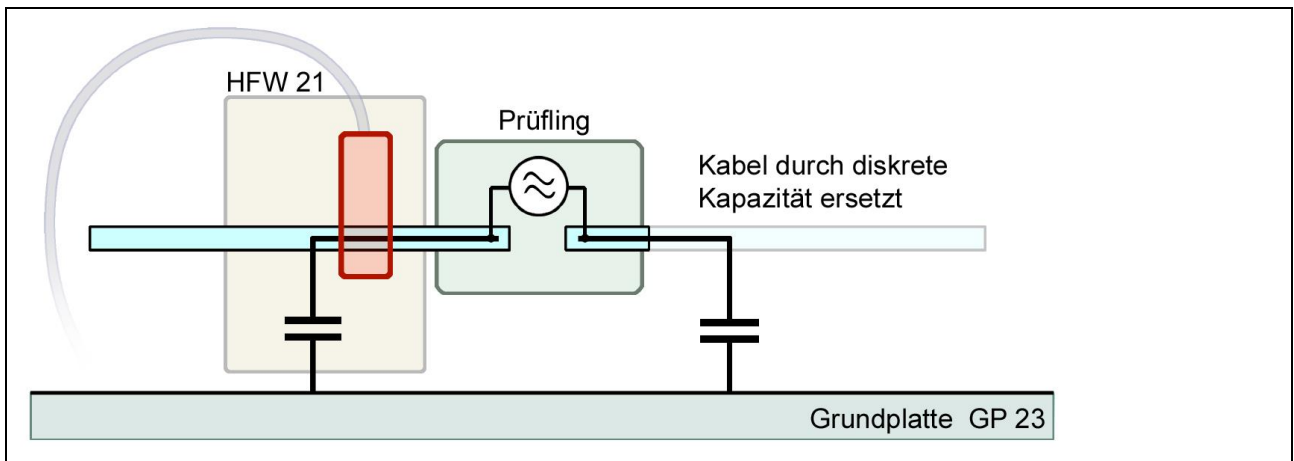 HFW 21
Prüfling
Kabel durch diskrete
Kapazität ersetzt
Grundplatte GP 23